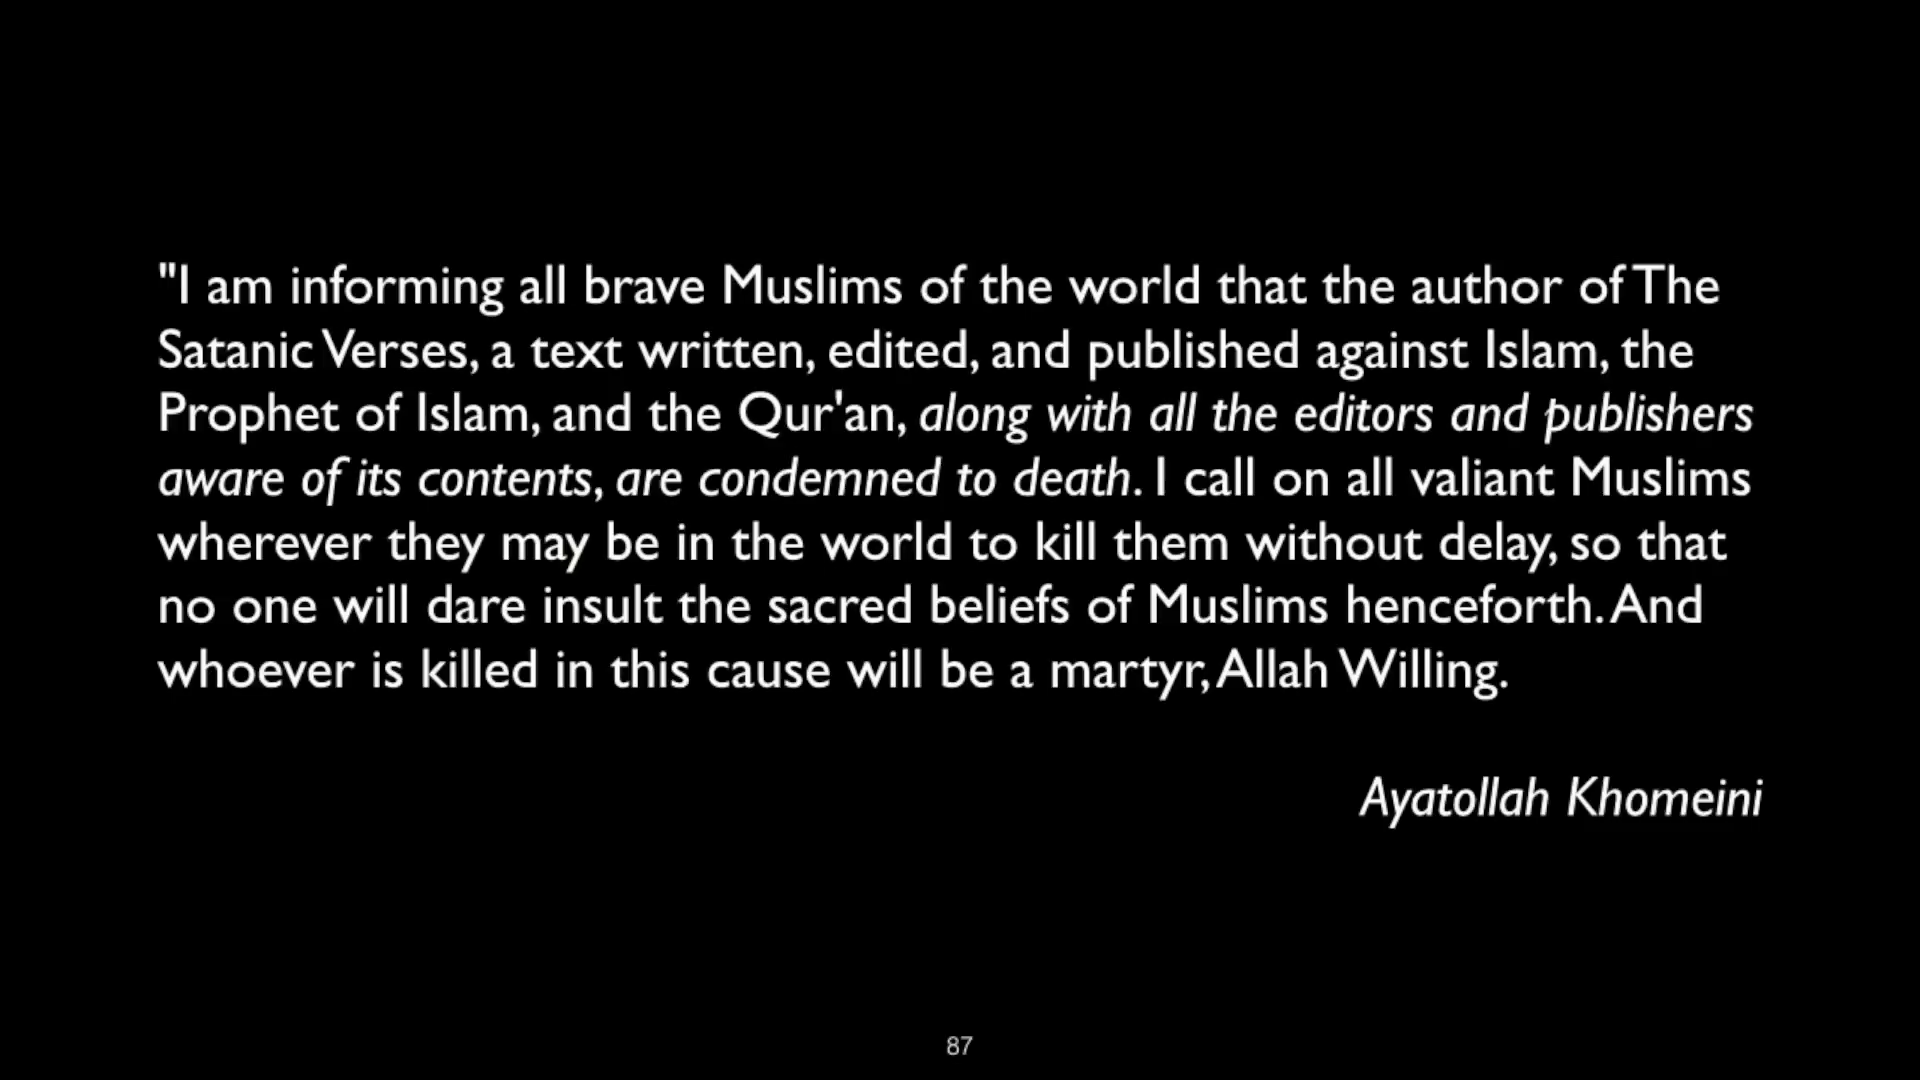 "I am informing all brave Muslims of the world that the author of The
Satanic Verses, a text written, edited, and published against Islam, the
Prophet of Islam, and the Qur'an, along with all the editors and publishers
aware of its contents, are condemned to death. I call on all valiant Muslims
wherever they may be in the world to kill them without delay, so that
no one will dare insult the sacred beliefs of Muslims henceforth. And
whoever is killed in this cause will be a martyr, Allah Willing.
Ayatollah Khomeini
87